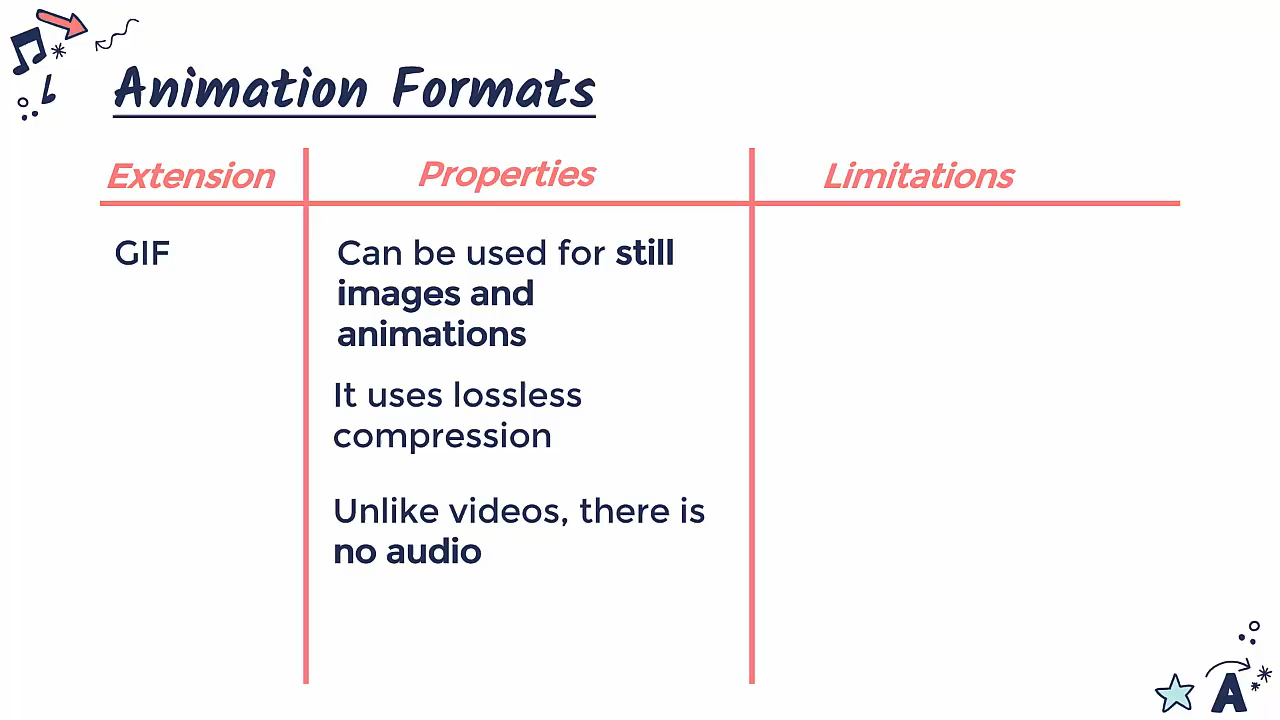 Animation Formats
Extension
Properties
Limitations
GIF
Can be used for still
images and
animations
It uses lossless
compression
Unlike videos, there is
no audio
A